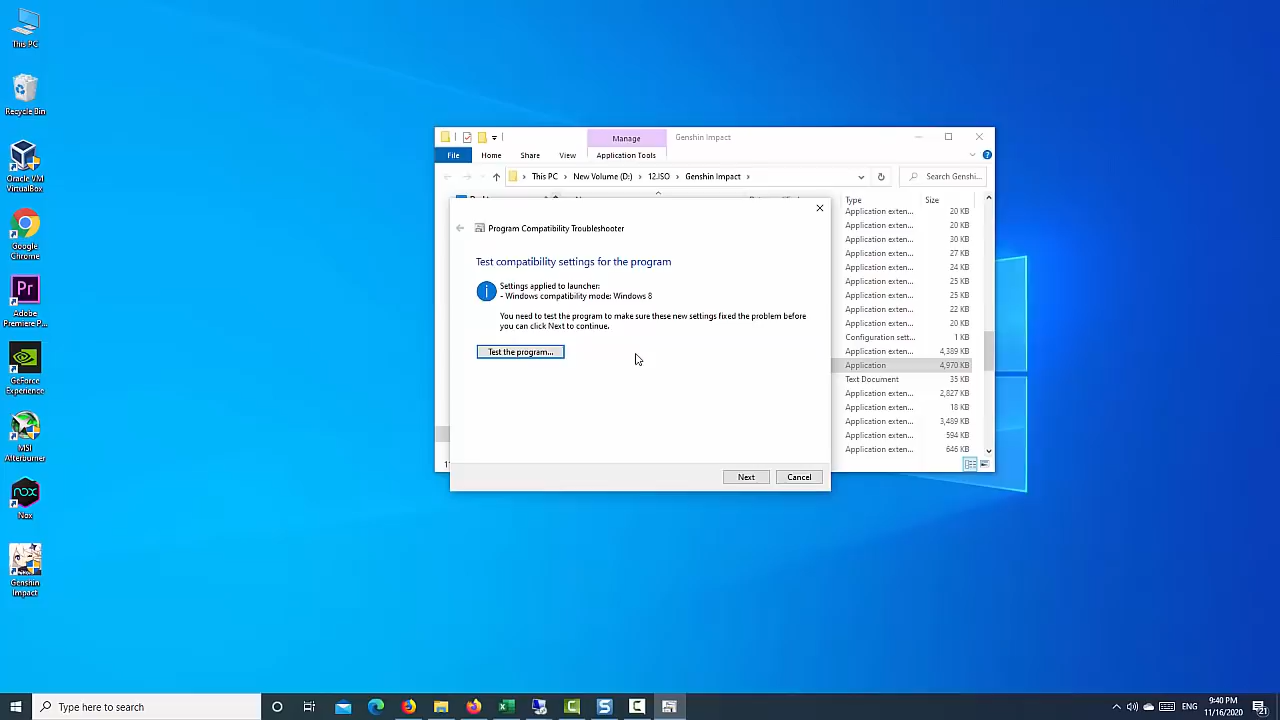 This PC
Recycle Bin
Oracle VM
VirtualBox
Google
Chrome
Adobe
Premiere P...
GeForce
Experience
MSI
Afterburner
Nox
Genshin
Impact
Manage
Genshin Impact
File
Home
Share
View
Application Tools
This PC
New Volume (D:)
12.ISO
Genshin Impact
Search Genshi...
Type
Size
Application exten...
20 KB
Application exten...
20 KB
Application exten...
30 KB
Application exten...
27 KB
Application exten...
24 KB
Application exten...
25 KB
Application exten...
25 KB
Application exten...
22 KB
Application exten...
20 KB
Configuration sett...
1 KB
Application exten...
4,389 KB
Application
4,970 KB
Text Document
35 KB
Application exten...
2,827 KB
Application exten...
18 KB
Application exten...
3,489 KB
Application exten...
594 KB
Application exten...
646 KB
Program Compatibility Troubleshooter
Test compatibility settings for the program
Settings applied to launcher:
- Windows compatibility mode: Windows 8
You need to test the program to make sure these new settings fixed the problem before
you can click Next to continue.
Test the program...
Next
Cancel
Type here to search
ENG
9:40 PM
11/16/2020